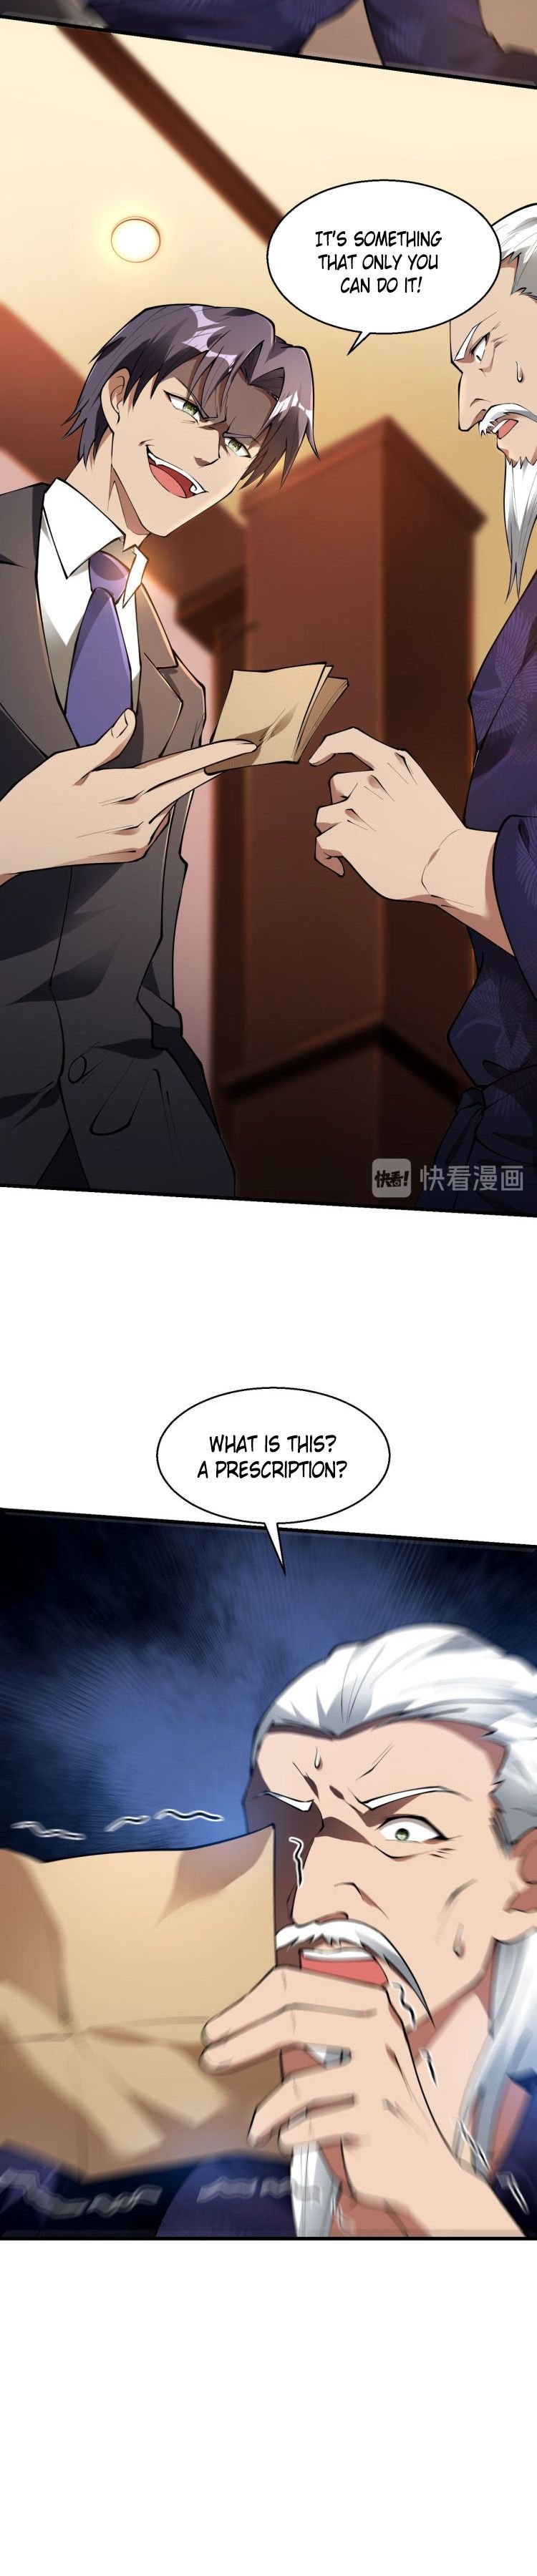 IT'S SOMETHING
THAT ONLY YOU
CAN DO IT!
快看!
快看漫画
WHAT IS THIS?
A PRESCRIPTION?